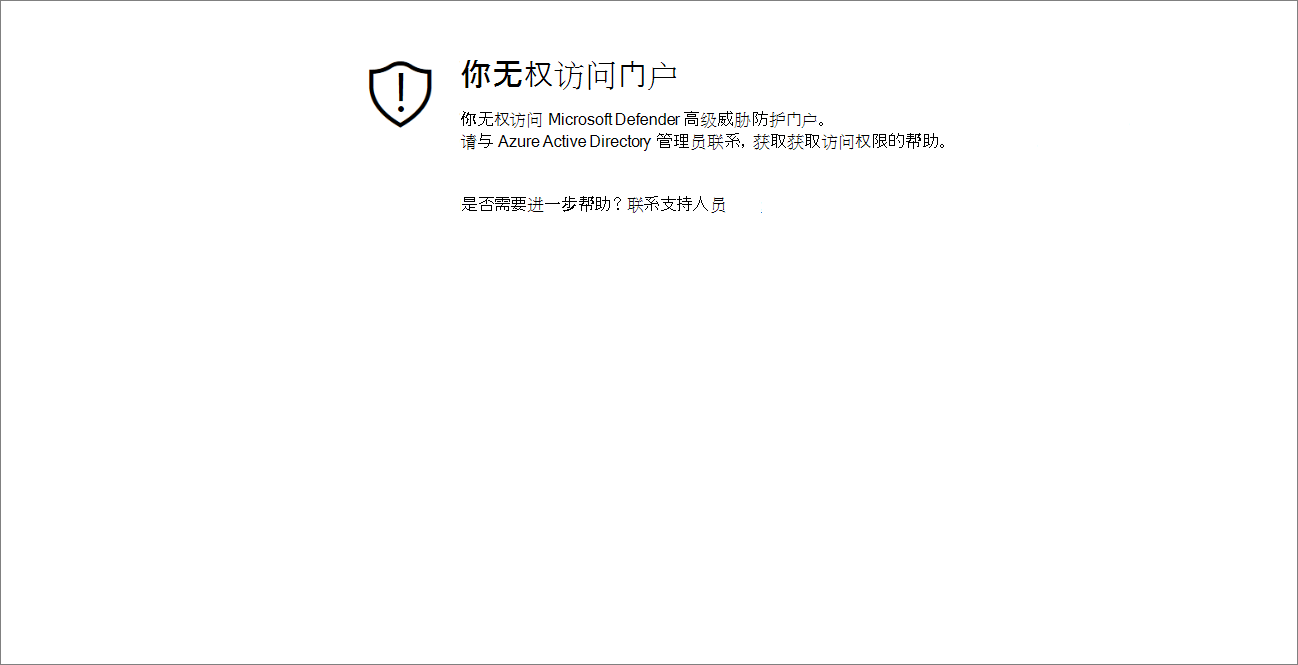 你无权访问门户
你无权访问 Microsoft Defender 高级威胁防护门户。
请与 Azure Active Directory 管理员联系, 获取获取访问权限的帮助。
是否需要进一步帮助？联系支持人员 .